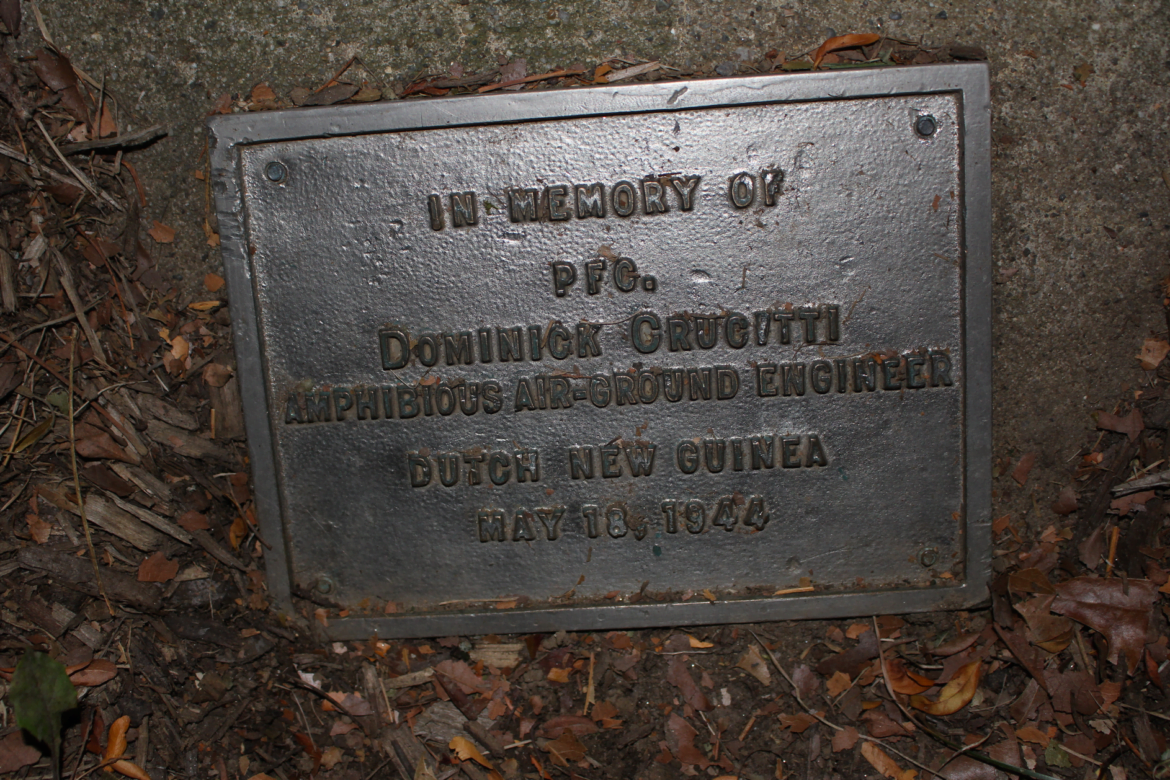 IN MEMORY OF
PFC.
DOMINICK CRUCITTI
AMPHIBIOUS AIR-GROUND ENGINEER
DUTCH NEW GUINEA
MAY 18, 1944